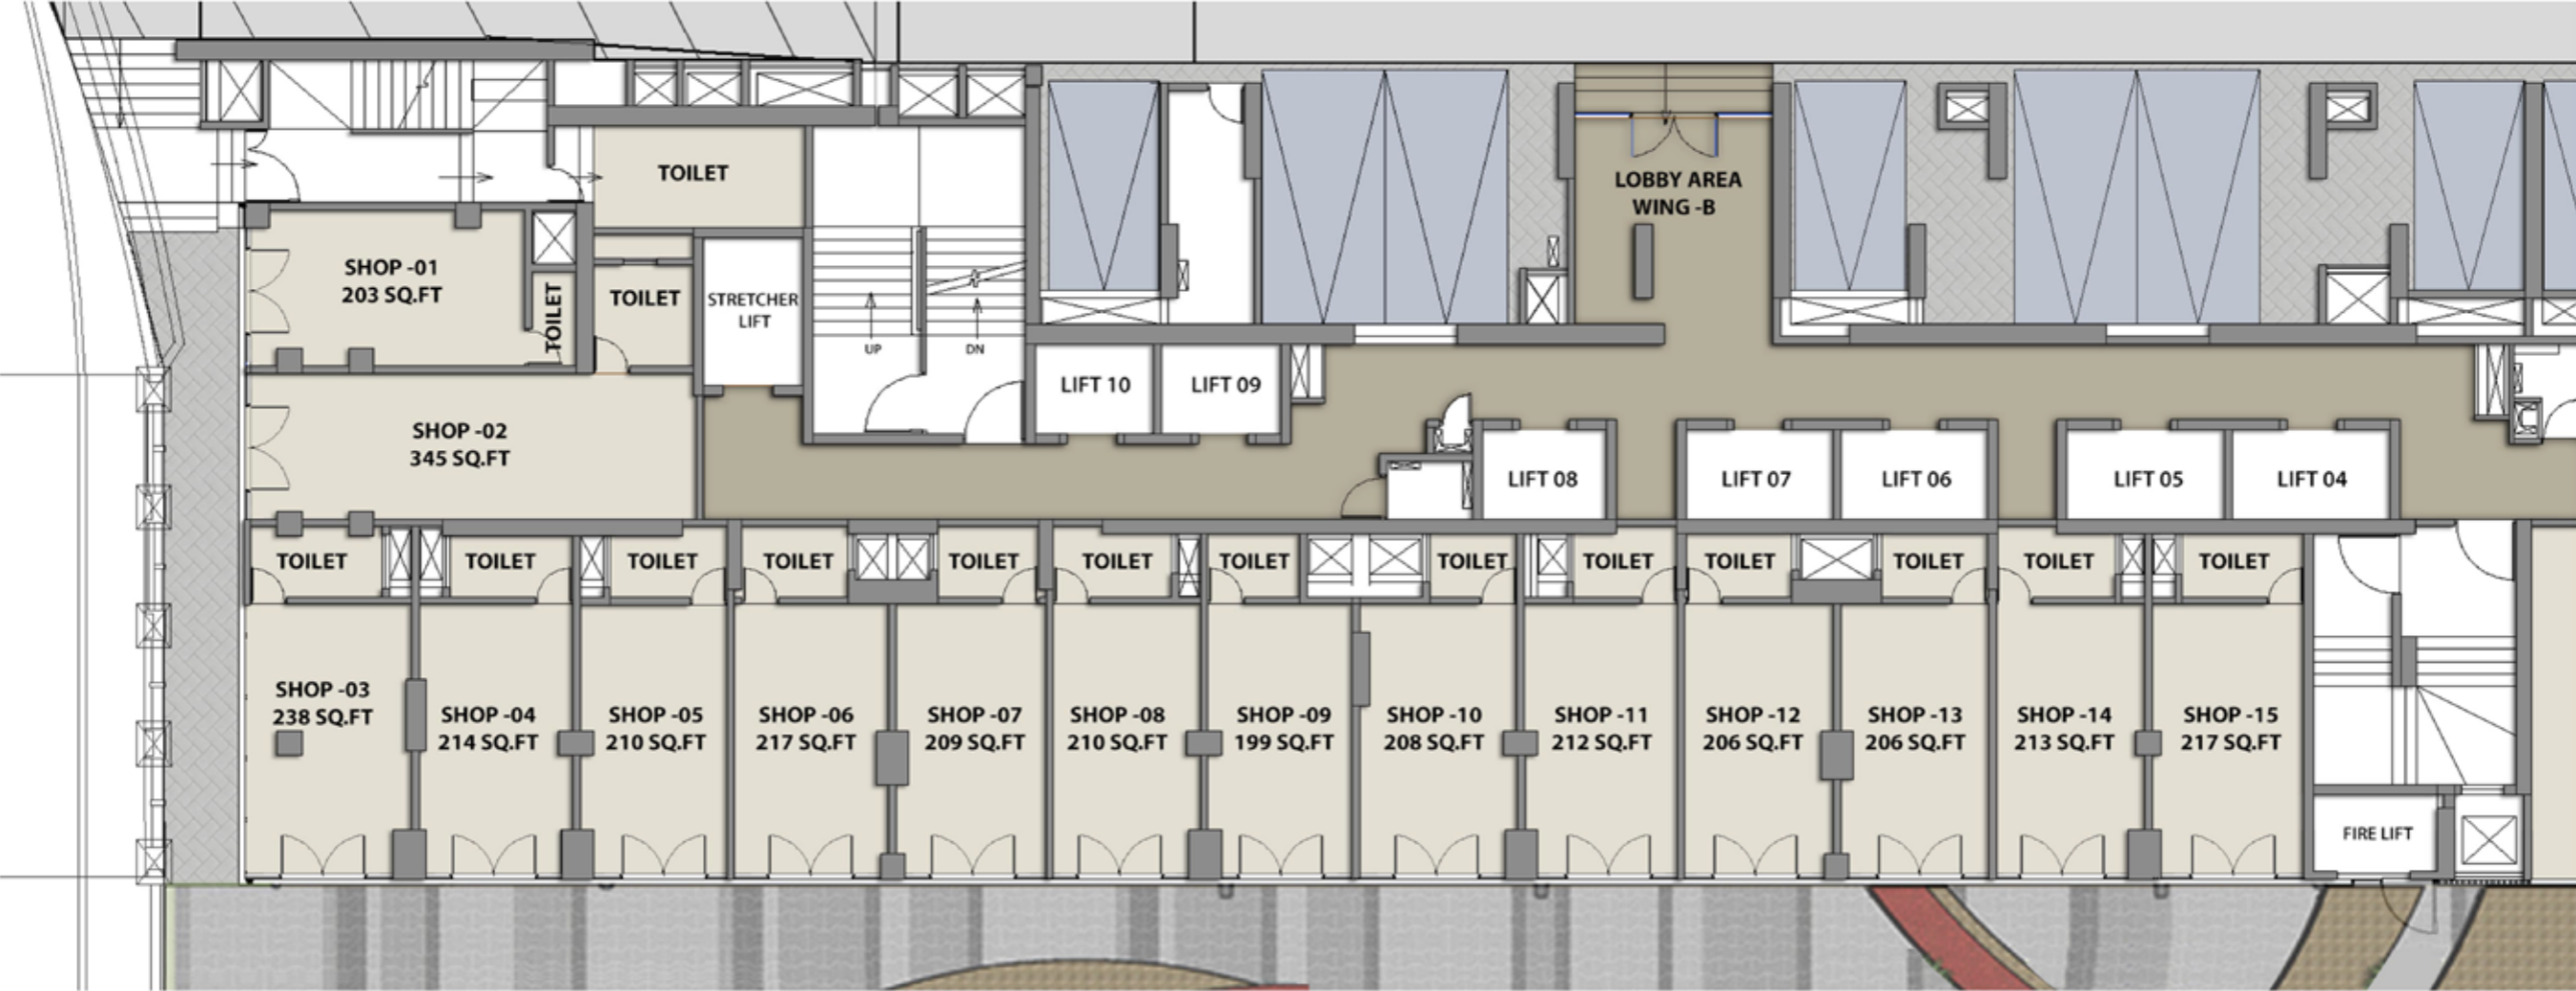 TOILET
LOBBY AREA
WING -B
SHOP -01
203 SQ.FT
TOILET
TOILET
STRETCHER
LIFT
UP
DN
LIFT 10
LIFT 09
SHOP -02
345 SQ.FT
LIFT 08
LIFT 07
LIFT 06
LIFT 05
LIFT 04
TOILET
TOILET
TOILET
TOILET
TOILET
TOILET
TOILET
TOILET
TOILET
TOILET
TOILET
TOILET
TOILET
SHOP -03
238 SQ.FT
SHOP -04
214 SQ.FT
SHOP -05
210 SQ.FT
SHOP -06
217 SQ.FT
SHOP -07
209 SQ.FT
SHOP -08
210 SQ.FT
SHOP -09
199 SQ.FT
SHOP -10
208 SQ.FT
SHOP -11
212 SQ.FT
SHOP -12
206 SQ.FT
SHOP -13
206 SQ.FT
SHOP -14
213 SQ.FT
SHOP -15
217 SQ.FT
FIRE LIFT